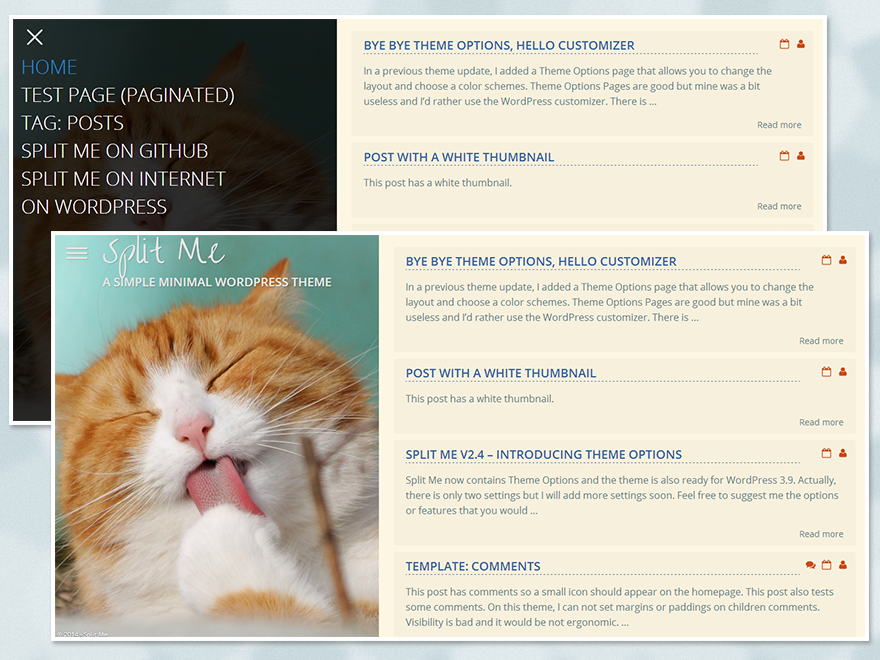 HOME
TEST PAGE (PAGINATED)
TAG: POSTS
SPLIT ME ON GITHUB
SPLIT ME ON INTERNET
ON WORDPRESS
BYE BYE THEME OPTIONS, HELLO CUSTOMIZER
In a previous theme update, I added a Theme Options page that allows you to change the
layout and choose a color schemes. Theme Options Pages are good but mine was a bit
useless and I'd rather use the WordPress customizer. There is ...
Read more
POST WITH A WHITE THUMBNAIL
This post has a white thumbnail.
Read more
Split Me
A SIMPLE MINIMAL WORDPRESS THEME
© 2014 - Split Me
BYE BYE THEME OPTIONS, HELLO CUSTOMIZER
In a previous theme update, I added a Theme Options page that allows you to change the
layout and choose a color schemes. Theme Options Pages are good but mine was a bit
useless and I'd rather use the WordPress customizer. There is ...
Read more
POST WITH A WHITE THUMBNAIL
This post has a white thumbnail.
Read more
SPLIT ME V2.4 – INTRODUCING THEME OPTIONS
Split Me now contains Theme Options and the theme is also ready for WordPress 3.9. Actually,
there is only two settings but I will add more settings soon. Feel free to suggest me the options
or features that you would ...
Read more
TEMPLATE: COMMENTS
This post has comments so a small icon should appear on the homepage. This post also tests
some comments. On this theme, I can not set margins or paddings on children comments.
Visibility is bad and it would be not ergonomic. ...